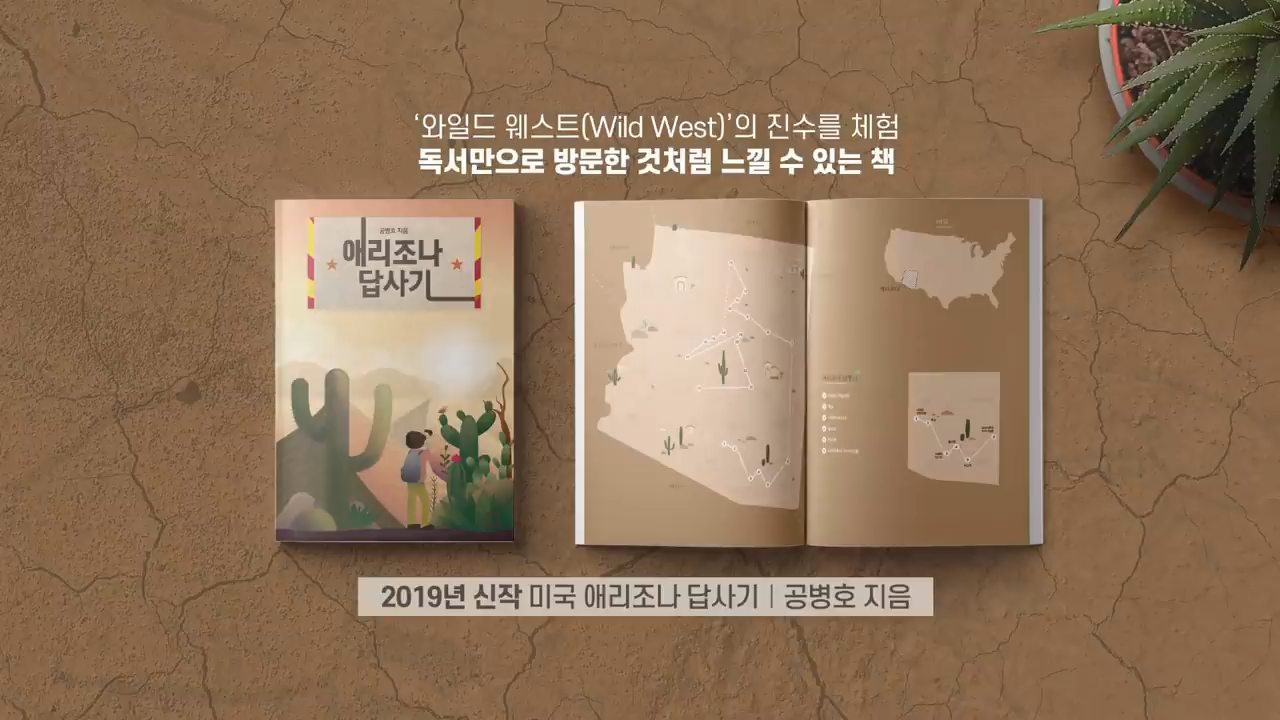 '와일드 웨스트(Wild West)'의 진수를 체험
독서만으로 방문한 것처럼 느낄 수 있는 책
공병호 지음
애리조나
답사기
2019년 신작 미국 애리조나 답사기 | 공병호 지음